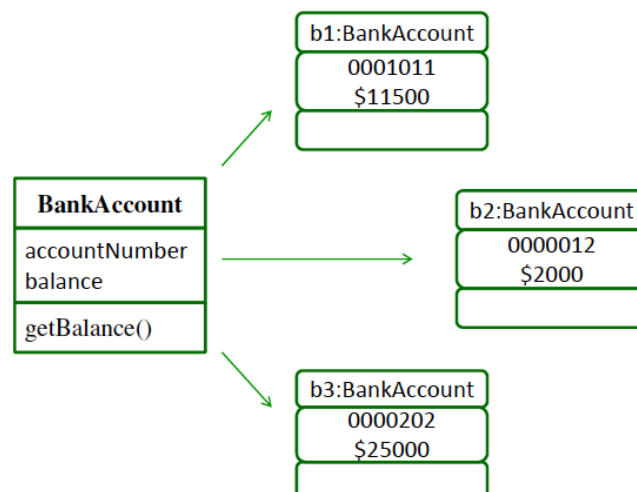 b1:BankAccount
0001011
$11500
BankAccount
accountNumber
balance
getBalance()
b2:BankAccount
0000012
$2000
b3:BankAccount
0000202
$25000